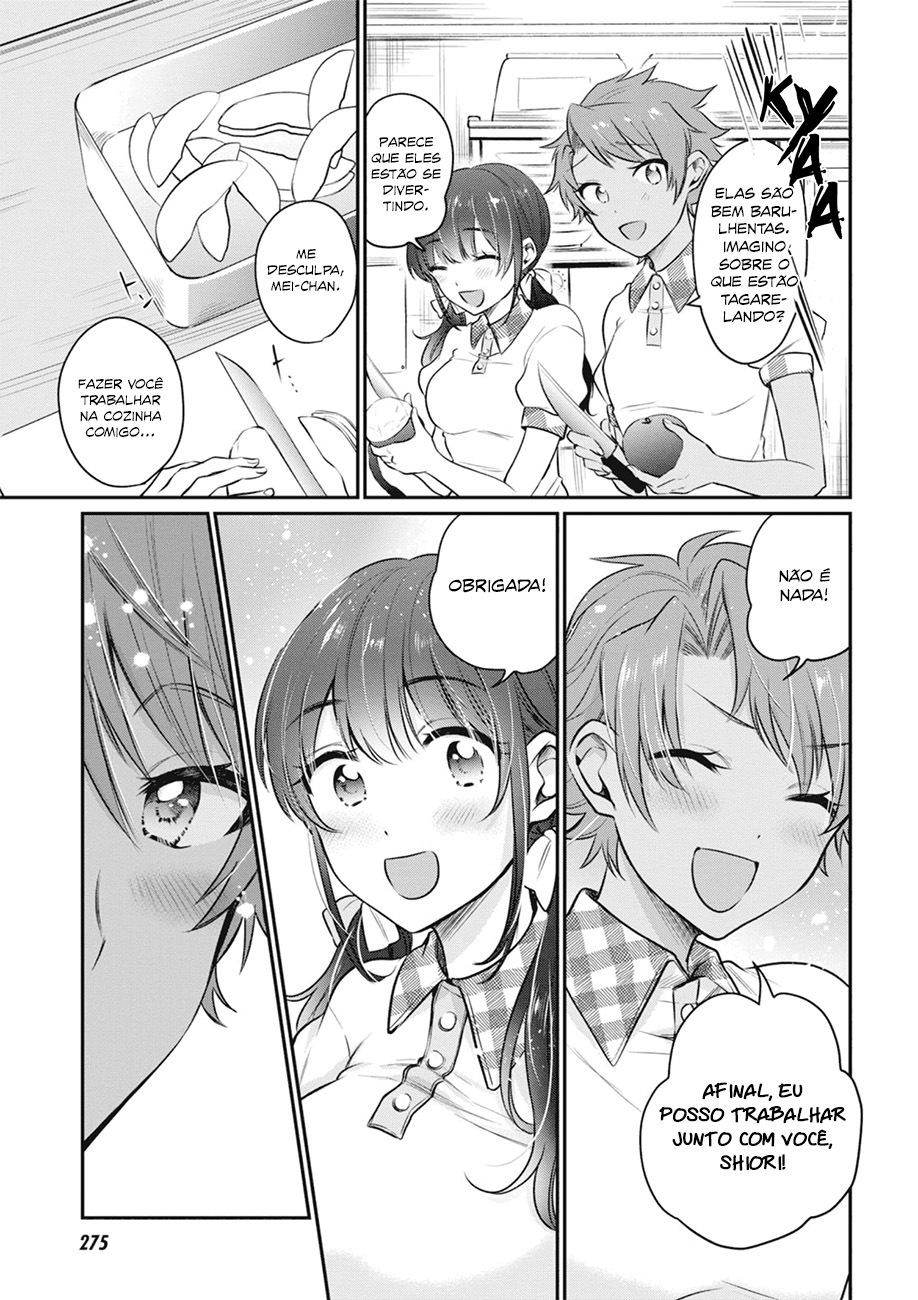 KYAA
ELAS SÃO
BEM BARU-
LHENTAS.
IMAGINO
SOBRE O
QUE ESTÃO
TAGARE-
LANDO?
PARECE
QUE ELES
ESTÃO SE
DIVER-
TINDO.
ME
DESCULPA,
MEI-CHAN.
トン
FAZER VOCÊ
TRABALHAR
NA COZINHA
COMIGO...
NÃO É
NADA!
AFINAL, EU
POSSO TRABALHAR
JUNTO COM VOCÊ,
SHIORI!
OBRIGADA!
275